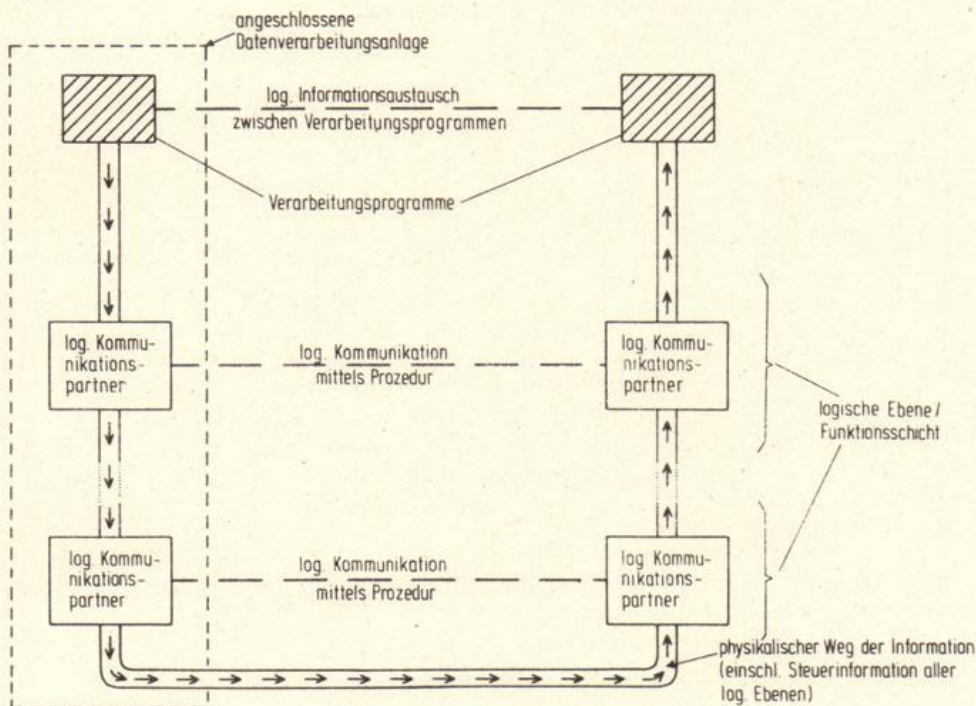 angeschlossene
Datenverarbeitungsanlage
log. Informationsaustausch
zwischen Verarbeitungsprogrammen
Verarbeitungsprogramme
log. Kommu-
nikations-
partner
log. Kommunikation
mittels Prozedur
log. Kommu-
nikations-
partner
logische Ebene/
Funktionsschicht
log. Kommu-
nikations-
partner
log. Kommunikation
mittels Prozedur
log. Kommu-
nikations-
partner
physikalischer Weg der Information
(einschl. Steuerinformation aller
log. Ebenen)